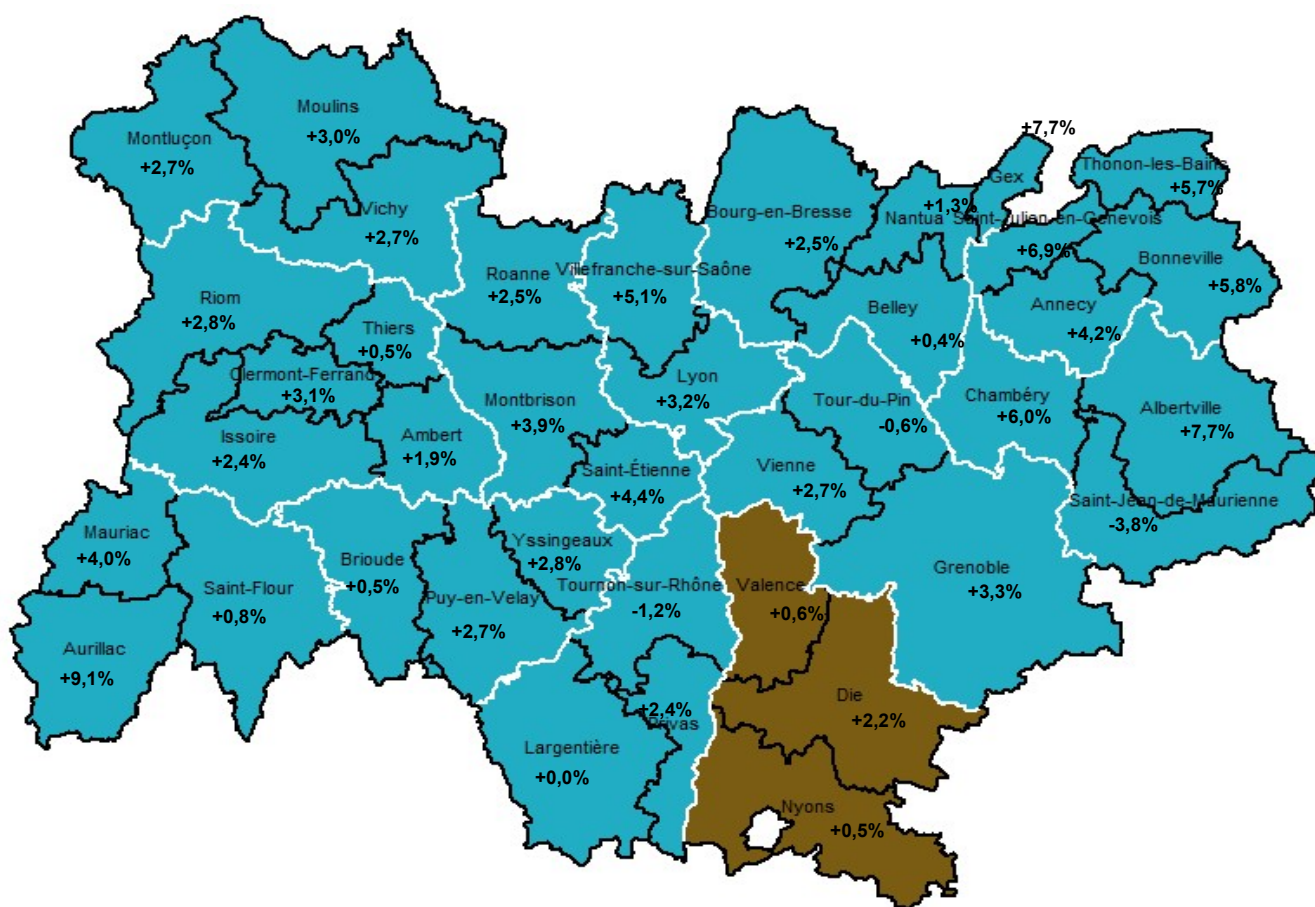 Moulins
+3,0%
Montluçon
+2,7%
Vichy
+2,7%
+7,7%
Gex
Thonon-les-Bains
+5,7%
Bourg-en-Bresse
+2,5%
Nantua
+1,3%
Saint-Julien-en-Genevois
+6,9%
Bonneville
+5,8%
Roanne
+2,5%
Villefranche-sur-Saône
+5,1%
Riom
+2,8%
Thiers
+0,5%
Belley
+0,4%
Annecy
+4,2%
Clermont-Ferrand
+3,1%
Lyon
+3,2%
Montbrison
+3,9%
Tour-du-Pin
-0,6%
Chambéry
+6,0%
Albertville
+7,7%
Issoire
+2,4%
Ambert
+1,9%
Saint-Étienne
+4,4%
Vienne
+2,7%
Saint-Jean-de-Maurienne
-3,8%
Mauriac
+4,0%
Yssingeaux
+2,8%
Brioude
+0,5%
Saint-Flour
+0,8%
Puy-en-Velay
+2,7%
Tournon-sur-Rhône
-1,2%
Valence
+0,6%
Grenoble
+3,3%
Aurillac
+9,1%
Die
+2,2%
+2,4%
Privas
Largentière
+0,0%
Nyons
+0,5%